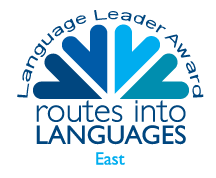 Language Leader Award
routes into
LANGUAGES
East